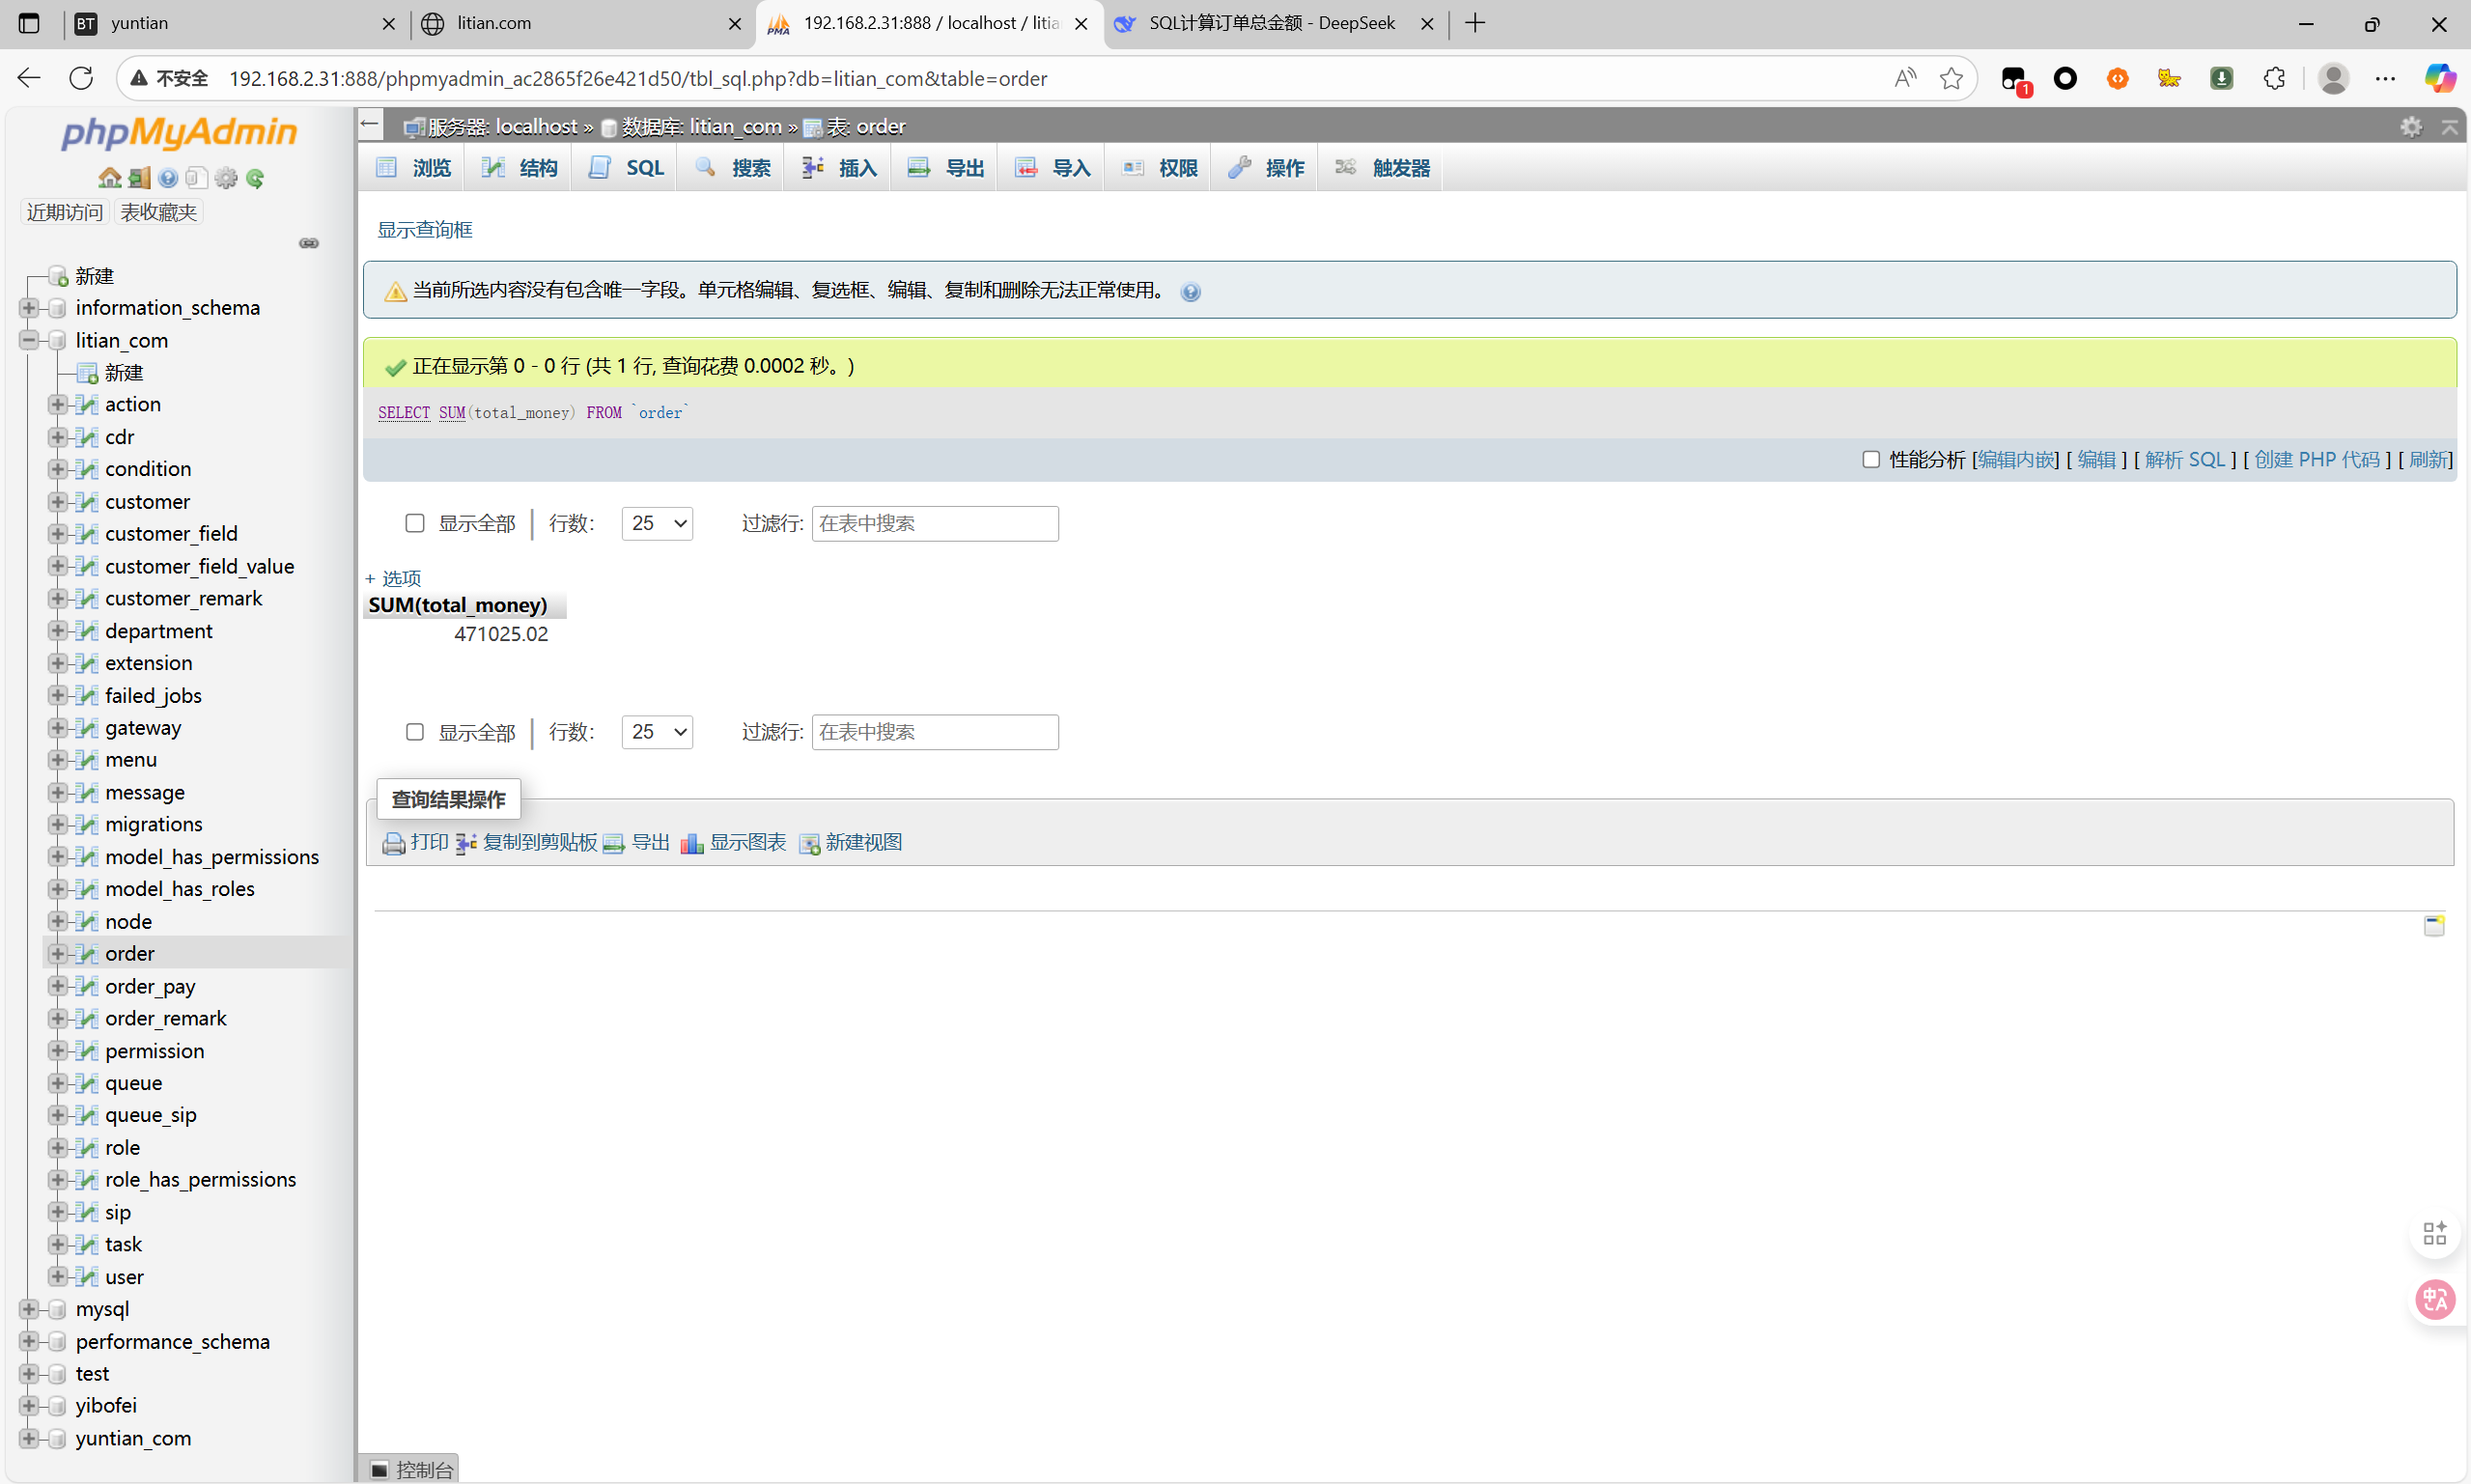 yuntian
litian.com
192.168.2.31:888 / localhost / litia
SQL计算订单总金额 - DeepSeek
不安全
192.168.2.31:888/phpmyadmin_ac2865f26e421d50/tbl_sql.php?db=litian_com&table=order
1
phpMyAdmin
近期访问
表收藏夹
新建
information_schema
litian_com
新建
action
cdr
condition
customer
customer_field
customer_field_value
customer_remark
department
extension
failed_jobs
gateway
menu
message
migrations
model_has_permissions
model_has_roles
node
order
order_pay
order_remark
permission
queue
queue_sip
role
role_has_permissions
sip
task
user
mysql
performance_schema
test
yibofei
yuntian_com
服务器: localhost » 数据库: litian_com » 表: order
浏览 结构 SQL 搜索 插入 导出 导入 权限 操作 触发器
显示查询框
当前所选内容没有包含唯一字段。单元格编辑、复选框、编辑、复制和删除无法正常使用。
正在显示第 0 - 0 行 (共 1 行, 查询花费 0.0002 秒。)
SELECT SUM(total_money) FROM `order`
性能分析 [编辑内嵌] [ 编辑 ] [ 解析 SQL ] [ 创建 PHP 代码 ] [ 刷新]
显示全部 行数: 25 过滤行: 在表中搜索
+ 选项
SUM(total_money)
471025.02
显示全部 行数: 25 过滤行: 在表中搜索
查询结果操作
打印 复制到剪贴板 导出 显示图表 新建视图
控制台